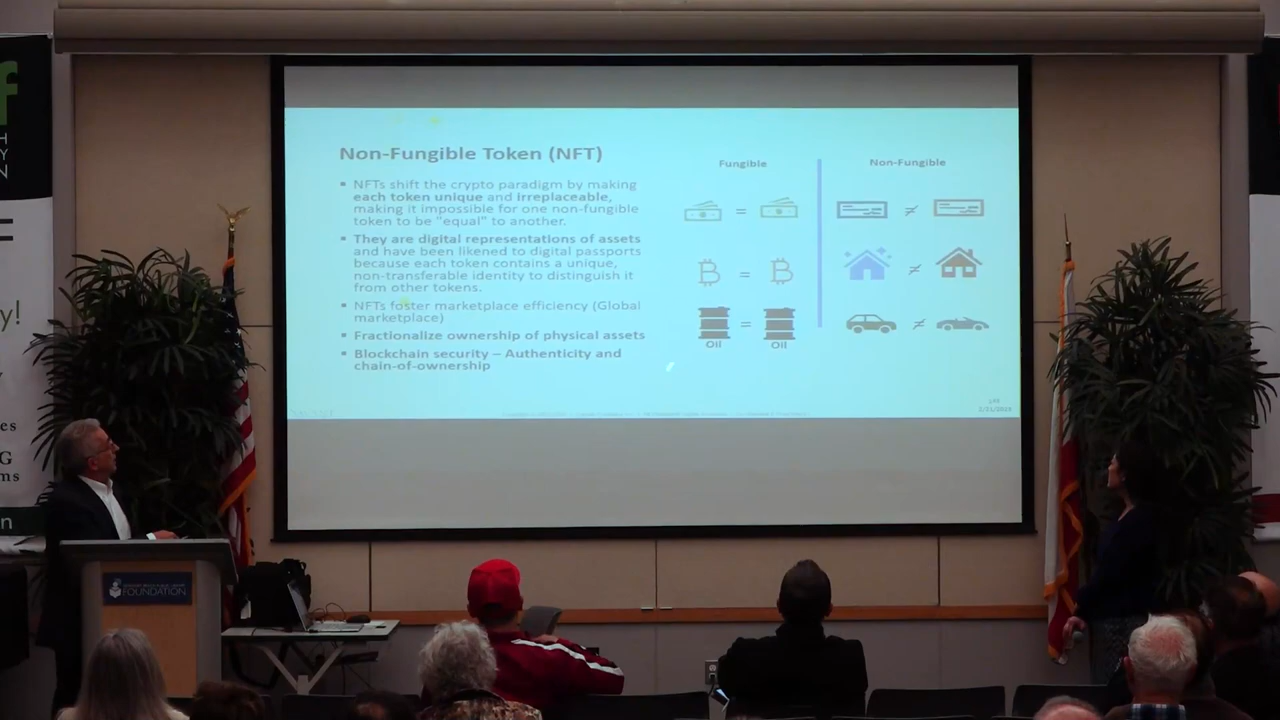 Non-Fungible Token (NFT)
NFTs shift the crypto paradigm by making
each token unique and irreplaceable,
making it impossible for one non-fungible
token to be "equal" to another.
They are digital representations of assets
and have been likened to digital passports
because each token contains a unique,
non-transferable identity to distinguish it
from other tokens.
NFTs foster marketplace efficiency (Global
marketplace)
Fractionalize ownership of physical assets
Blockchain security – Authenticity and
chain-of-ownership
Fungible
Non-Fungible
=
≠
=
≠
=
≠
Oil
Oil
FOUNDATION
f
H
Y
N
y!
es
G
ms
n